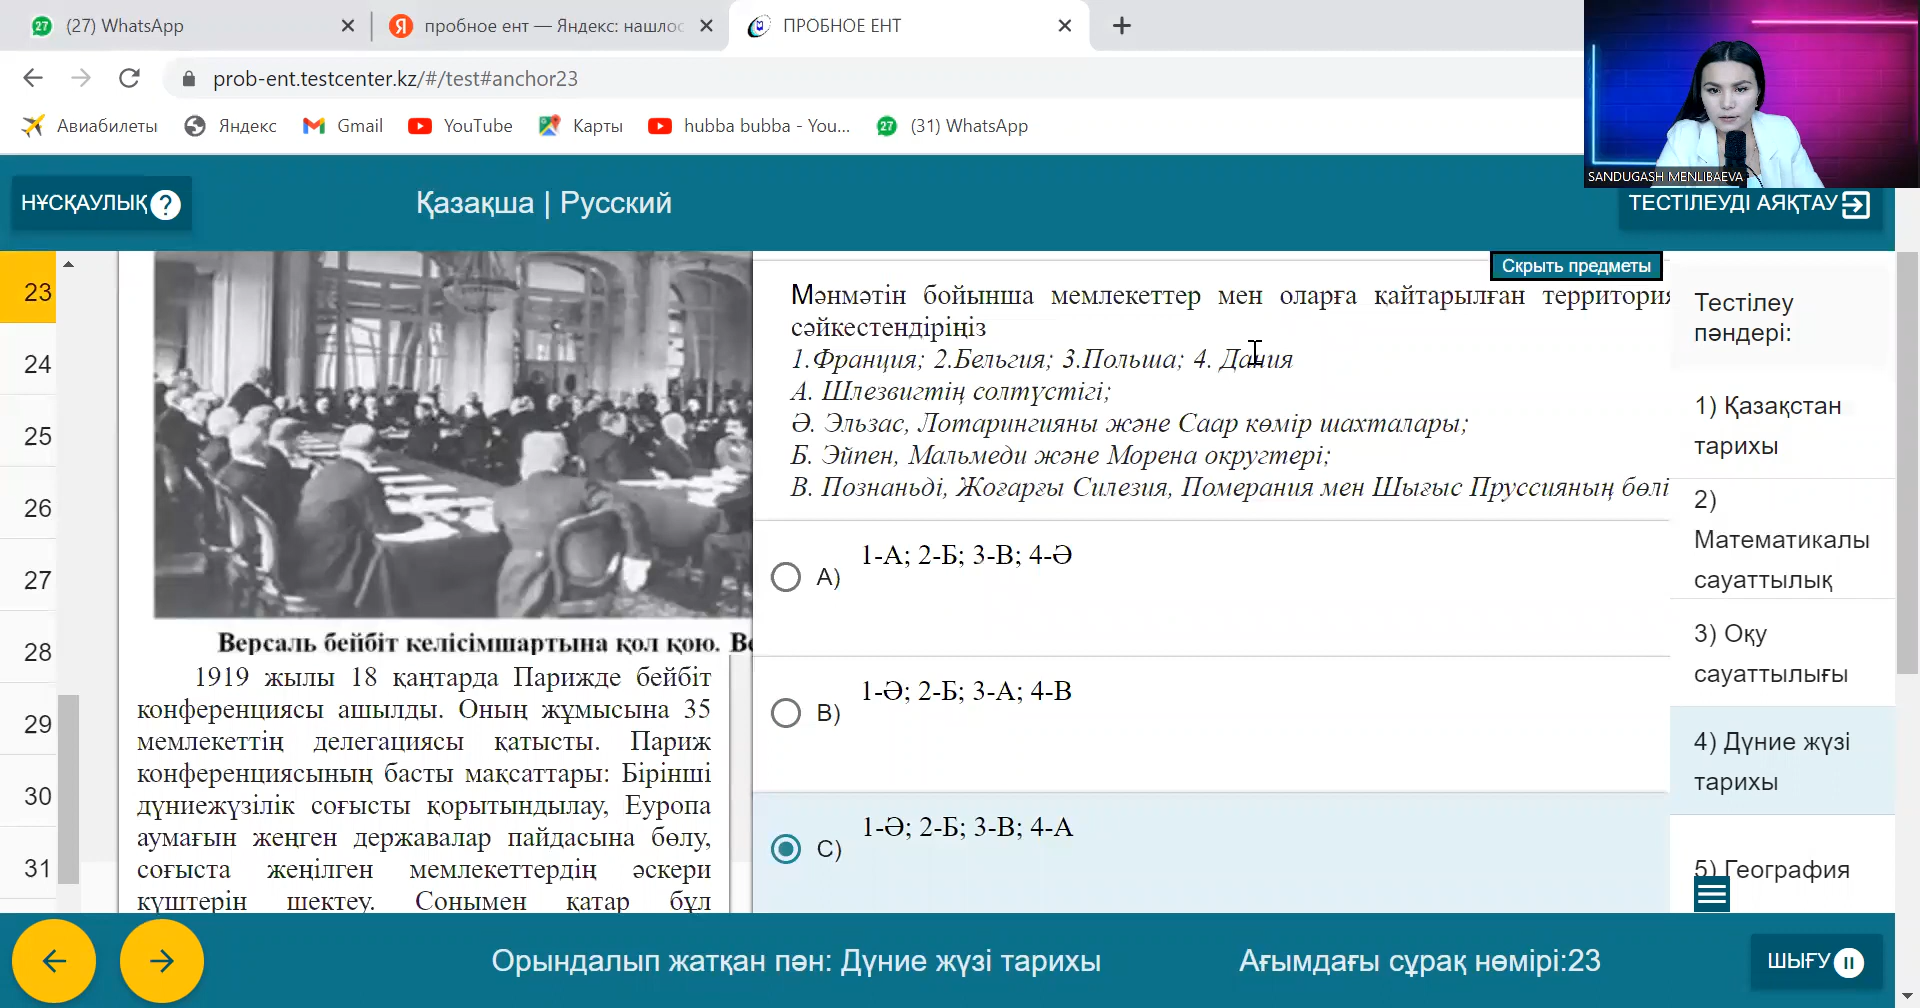 27 (27) WhatsApp
Я пробное ент — Яндекс: нашлос
ПРОБНОЕ ЕНТ
prob-ent.testcenter.kz/#/test#anchor23
Авиабилеты Яндекс Gmail YouTube Карты hubba bubba - You... 27 (31) WhatsApp
SANDUGASH MENLIBAEVA
НҰСҚАУЛЫҚ ?
Қазақша | Русский
ТЕСТІЛЕУДІ АЯҚТАУ
Скрыть предметы
23
24
25
26
27
28
29
30
31
Версаль бейбіт келісімшартына қол қою. Ве
1919 жылы 18 қаңтарда Парижде бейбіт
конференциясы ашылды. Оның жұмысына 35
мемлекеттің делегациясы қатысты. Париж
конференциясының басты мақсаттары: Бірінші
дүниежүзілік соғысты қорытындылау, Еуропа
аумағын жеңген державалар пайдасына бөлу,
соғыста жеңілген мемлекеттердің әскери
күштерін шектеу. Сонымен қатар бұл
Мәнмәтін бойынша мемлекеттер мен оларға қайтарылған территория
сәйкестендіріңіз
1.Франция; 2.Бельгия; 3.Польша; 4. Дания
А. Шлезвигтің солтүстігі;
Ә. Эльзас, Лотарингияны және Саар көмір шахталары;
Б. Эйпен, Мальмеди және Морена округтері;
В. Познаньді, Жоғарғы Силезия, Померания мен Шығыс Пруссияның бөлі
A) 1-А; 2-Б; 3-В; 4-Ә
B) 1-Ә; 2-Б; 3-А; 4-В
C) 1-Ә; 2-Б; 3-В; 4-А
Тестілеу
пәндері:
1) Қазақстан
тарихы
2)
Математикалы
сауаттылық
3) Оқу
сауаттылығы
4) Дүние жүзі
тарихы
5) География
Орындалып жатқан пән: Дүние жүзі тарихы
Ағымдағы сұрақ нөмірі:23
ШЫҒУ